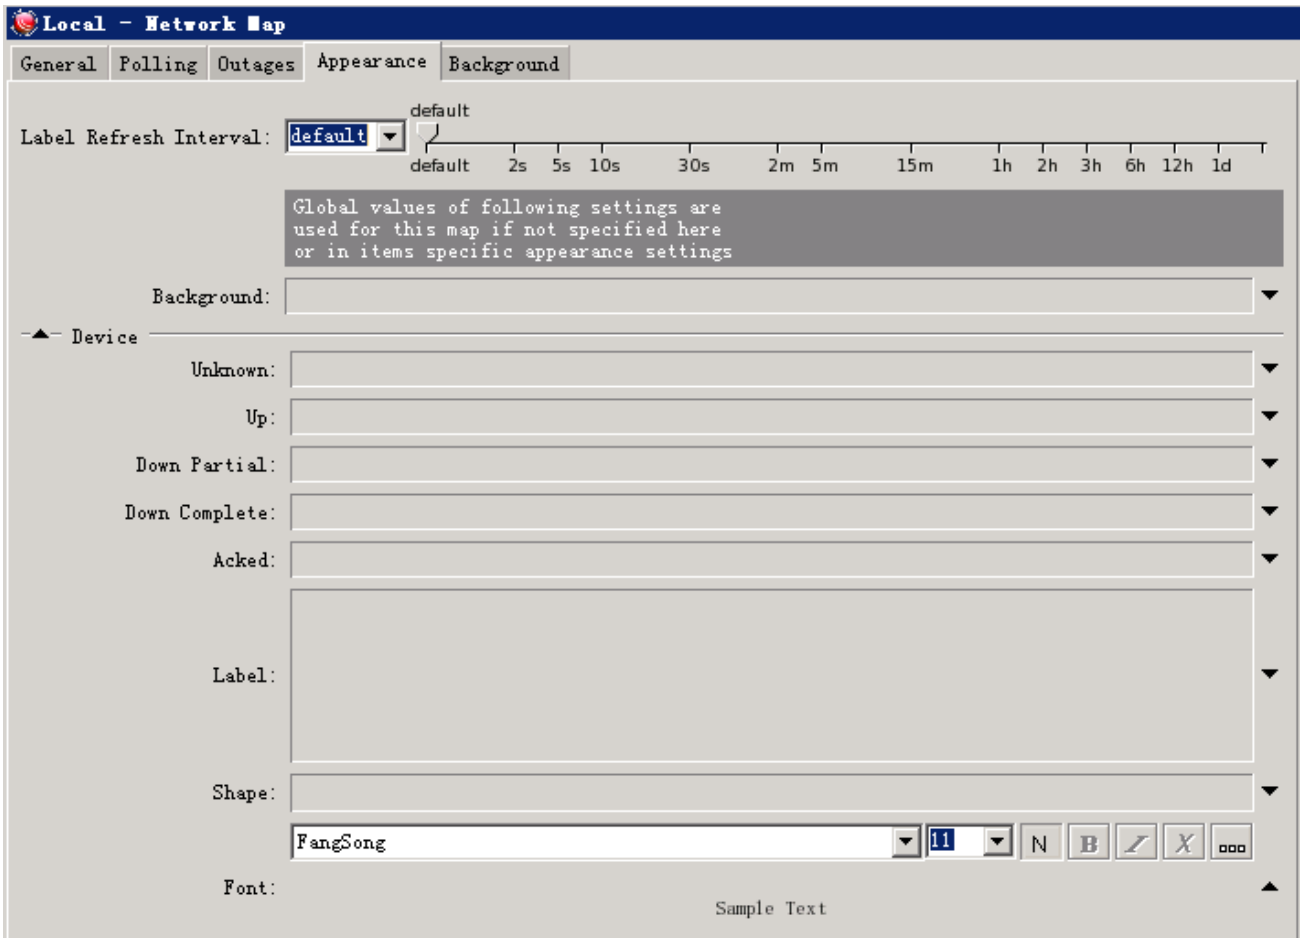 Local - Network Map
General Polling Outages Appearance Background
default
Label Refresh Interval: default
default 2s 5s 10s 30s 2m 5m 15m 1h 2h 3h 6h 12h 1d
Global values of following settings are
used for this map if not specified here
or in items specific appearance settings
Background:
Device
Unknown:
Up:
Down Partial:
Down Complete:
Acked:
Label:
Shape:
FangSong 11 N B I X
Font:
Sample Text